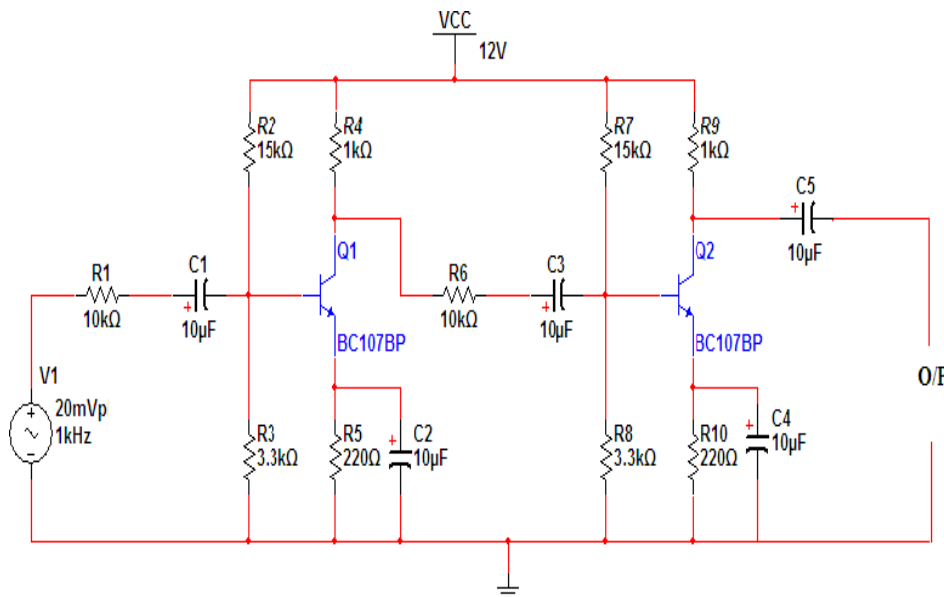 VCC
12V
R2
15kΩ
R4
1kΩ
R7
15kΩ
R9
1kΩ
C5
10µF
Q1
Q2
R1
10kΩ
C1
10µF
R6
10kΩ
C3
10µF
BC107BP
BC107BP
V1
20mVp
1kHz
O/P
R3
3.3kΩ
R5
220Ω
C2
10µF
R8
3.3kΩ
R10
220Ω
C4
10µF
+
+
+
+
+
+